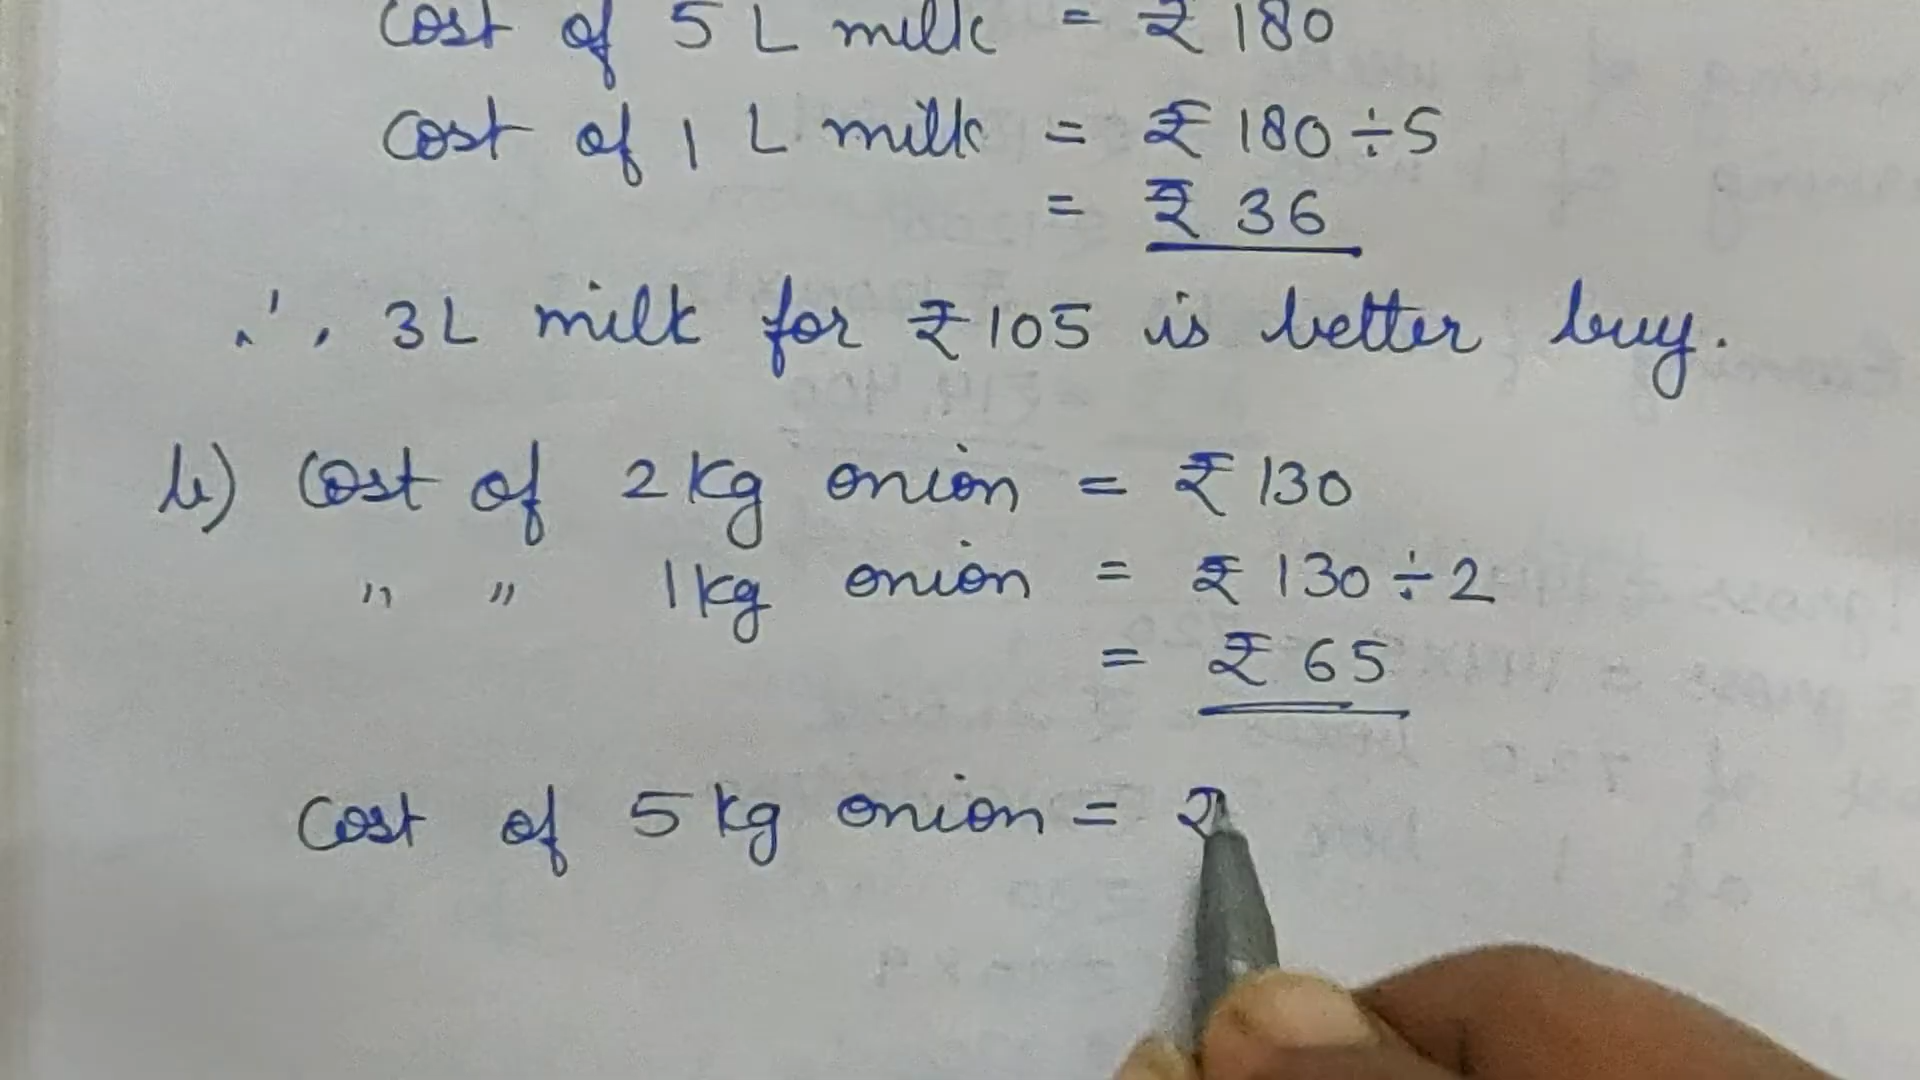 Cost of 5 L milk = ₹ 180
Cost of 1 L milk = ₹ 180 ÷ 5
= ₹ 36
∴ 3L milk for ₹ 105 is better buy.
b) Cost of 2 kg onion = ₹ 130
" " 1 kg onion = ₹ 130 ÷ 2
= ₹ 65
Cost of 5 kg onion = ₹